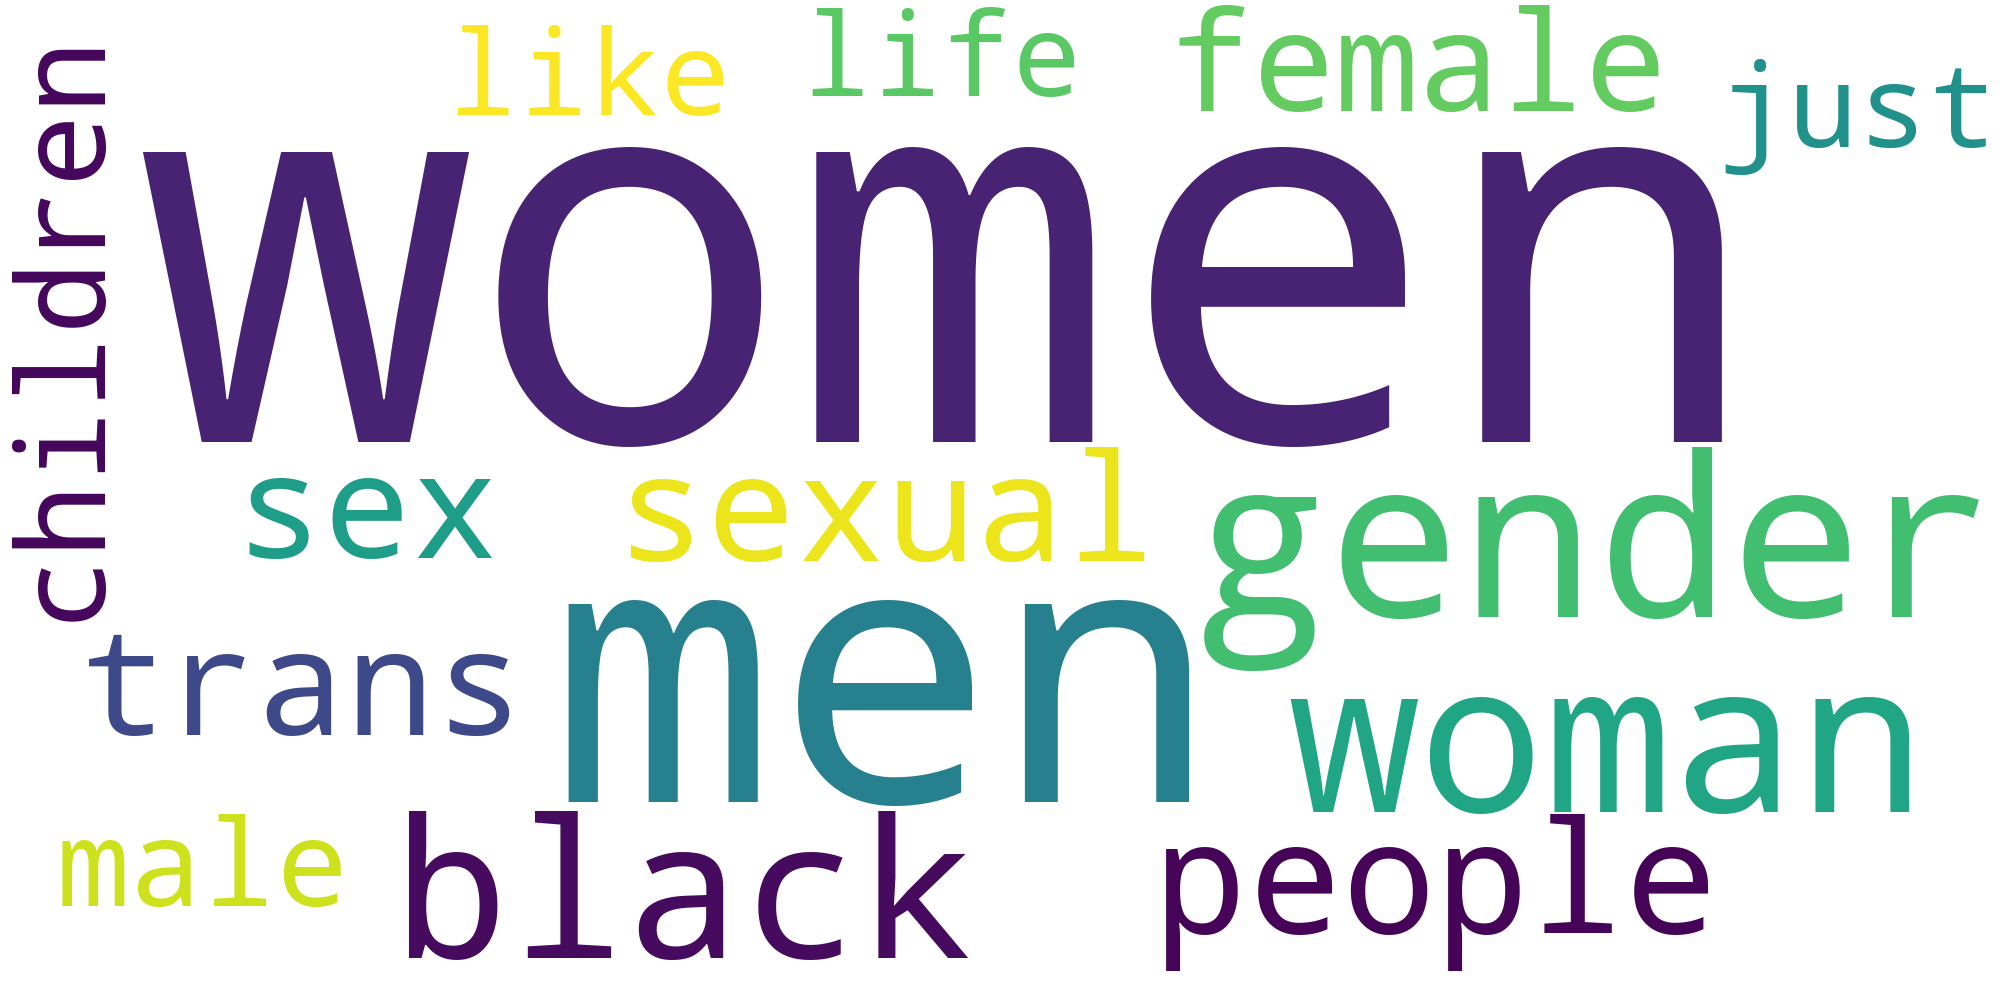 like life female just
children
women
sex sexual gender
trans men woman
male black people